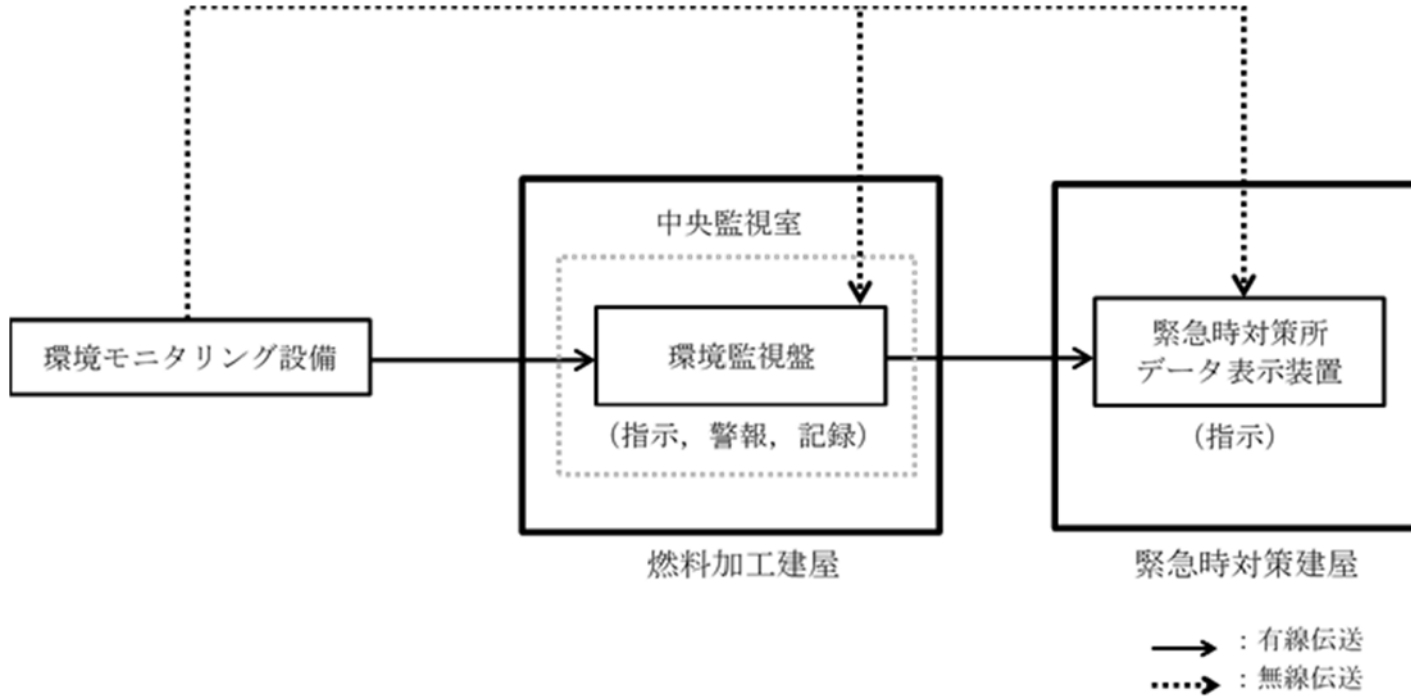 中央監視室
環境モニタリング設備
環境監視盤
(指示，警報，記録)
燃料加工建屋
緊急時対策所
データ表示装置
(指示)
緊急時対策建屋
：有線伝送
：無線伝送